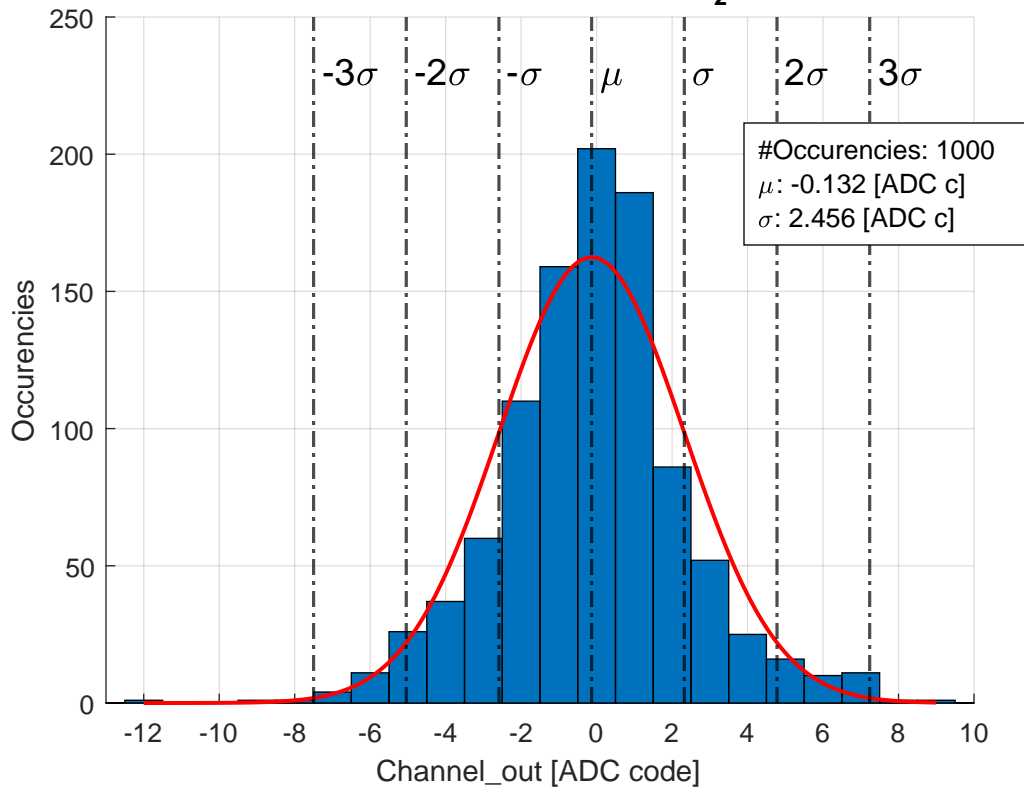 2
250
200
150
100
50
0
-3σ -2σ -σ μ σ 2σ 3σ
#Occurencies: 1000
μ: -0.132 [ADC c]
σ: 2.456 [ADC c]
Occurencies
-12 -10 -8 -6 -4 -2 0 2 4 6 8 10
Channel_out [ADC code]